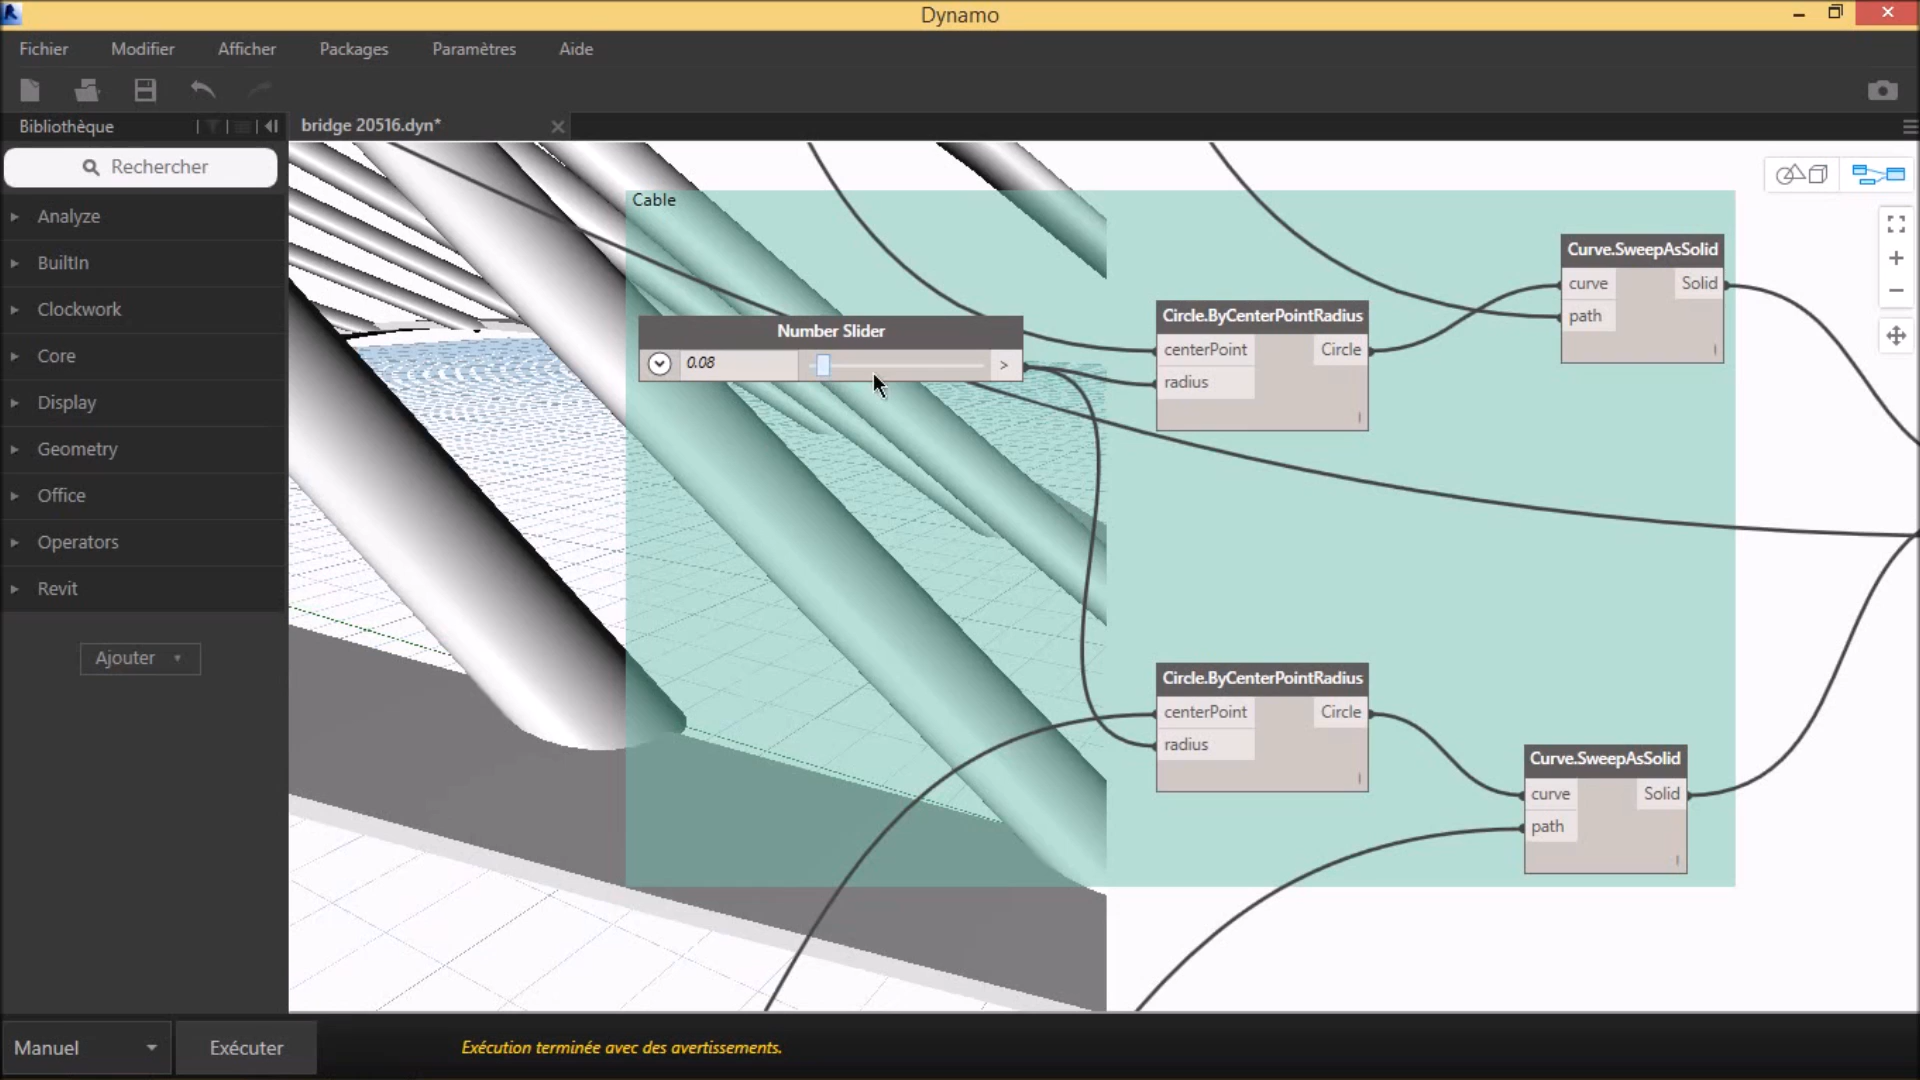 Dynamo
Fichier Modifier Afficher Packages Paramètres Aide
Bibliothèque
bridge 20516.dyn*
Rechercher
Analyze
BuiltIn
Clockwork
Core
Display
Geometry
Office
Operators
Revit
Ajouter
Cable
Number Slider
0.08
>
Circle.ByCenterPointRadius
centerPoint Circle
radius
Curve.SweepAsSolid
curve Solid
path
Circle.ByCenterPointRadius
centerPoint Circle
radius
Curve.SweepAsSolid
curve Solid
path
Manuel
Exécuter
Exécution terminée avec des avertissements.